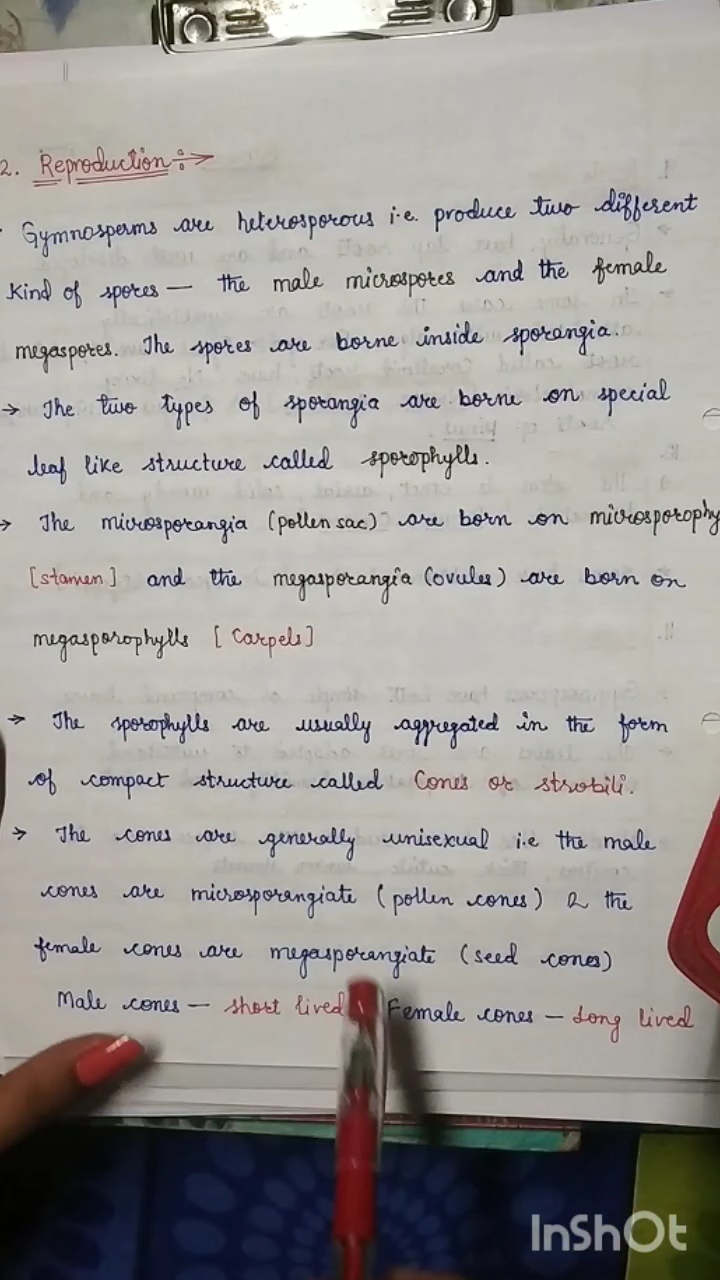 2. Reproduction ÷→
Gymnosperms are heterosporous i.e. produce two different
kind of spores — the male microspores and the female
megaspores. The spores are borne inside sporangia.
→ The two types of sporangia are borne on special
leaf like structure called sporophylls.
→ The microsporangia (pollen sac) are born on microsporophy
[stamen] and the megasporangia (ovules) are born on
megasporophylls [Carpels]
→ The sporophylls are usually aggregated in the form
of compact structure called Cones or strobili.
→ The cones are generally unisexual i.e the male
cones are microsporangiate (pollen cones) & the
female cones are megasporangiate (seed cones)
Male cones — short lived Female cones — Long lived
InShOt